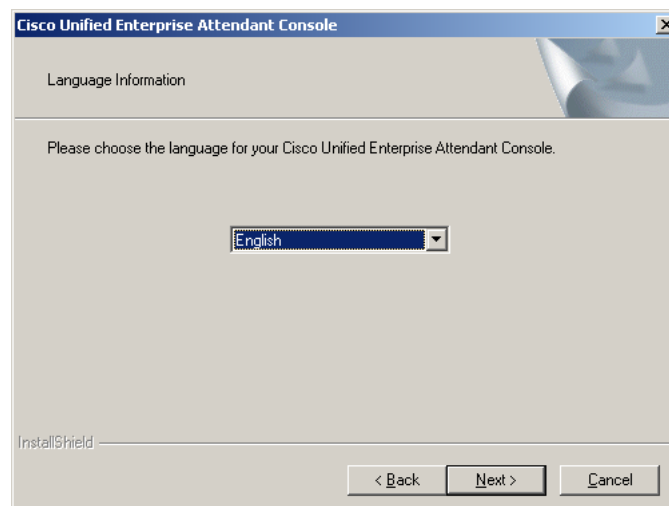 Cisco Unified Enterprise Attendant Console
Language Information
Please choose the language for your Cisco Unified Enterprise Attendant Console.
English
InstallShield
< Back
Next >
Cancel